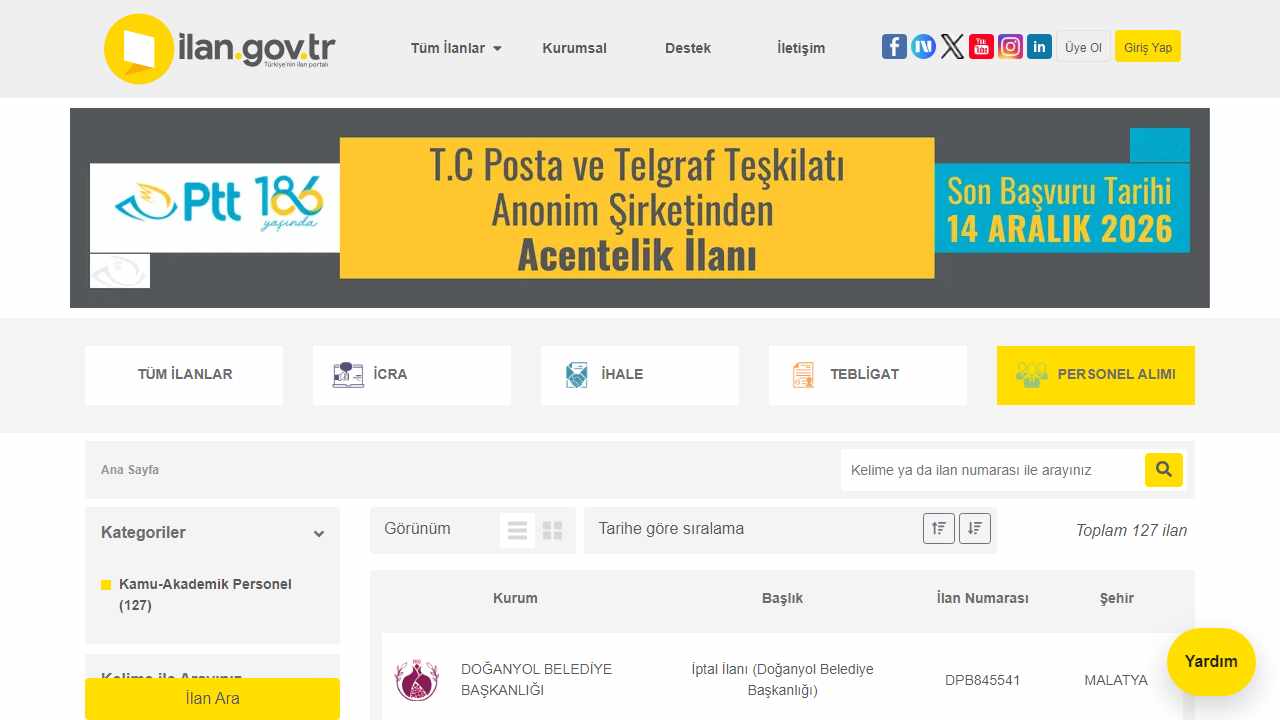 ilan.gov.tr
Türkiye'nin ilan portalı
Tüm İlanlar
Kurumsal
Destek
İletişim
Üye Ol
Giriş Yap
Ptt 186 yaşında
T.C Posta ve Telgraf Teşkilatı
Anonim Şirketinden
Acentelik İlanı
Son Başvuru Tarihi
14 ARALIK 2026
TÜM İLANLAR
İCRA
İHALE
TEBLİGAT
PERSONEL ALIMI
Ana Sayfa
Kelime ya da ilan numarası ile arayınız
Kategoriler
Kamu-Akademik Personel
(127)
Kelime ile Arayınız
İlan Ara
Görünüm
Tarihe göre sıralama
Toplam 127 ilan
Kurum
Başlık
İlan Numarası
Şehir
DOĞANYOL BELEDİYE
BAŞKANLIĞI
İptal İlanı (Doğanyol Belediye
Başkanlığı)
DPB845541
MALATYA
Yardım